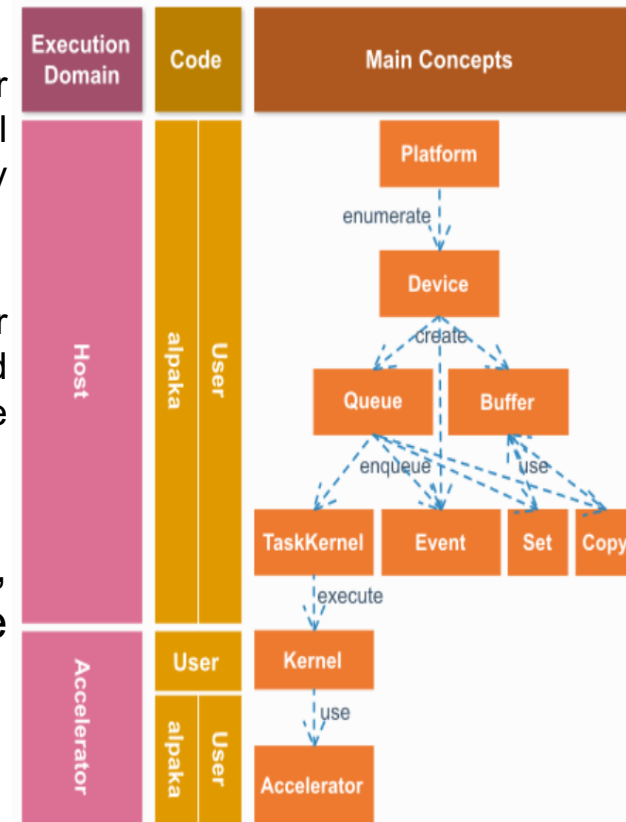 Execution
Domain
Code
Main Concepts
Platform
enumerate
Device
create
Queue
Buffer
enqueue
use
TaskKernel
Event
Set
Copy
execute
Host
alpaka
User
User
Kernel
use
Accelerator
alpaka
User
Accelerator